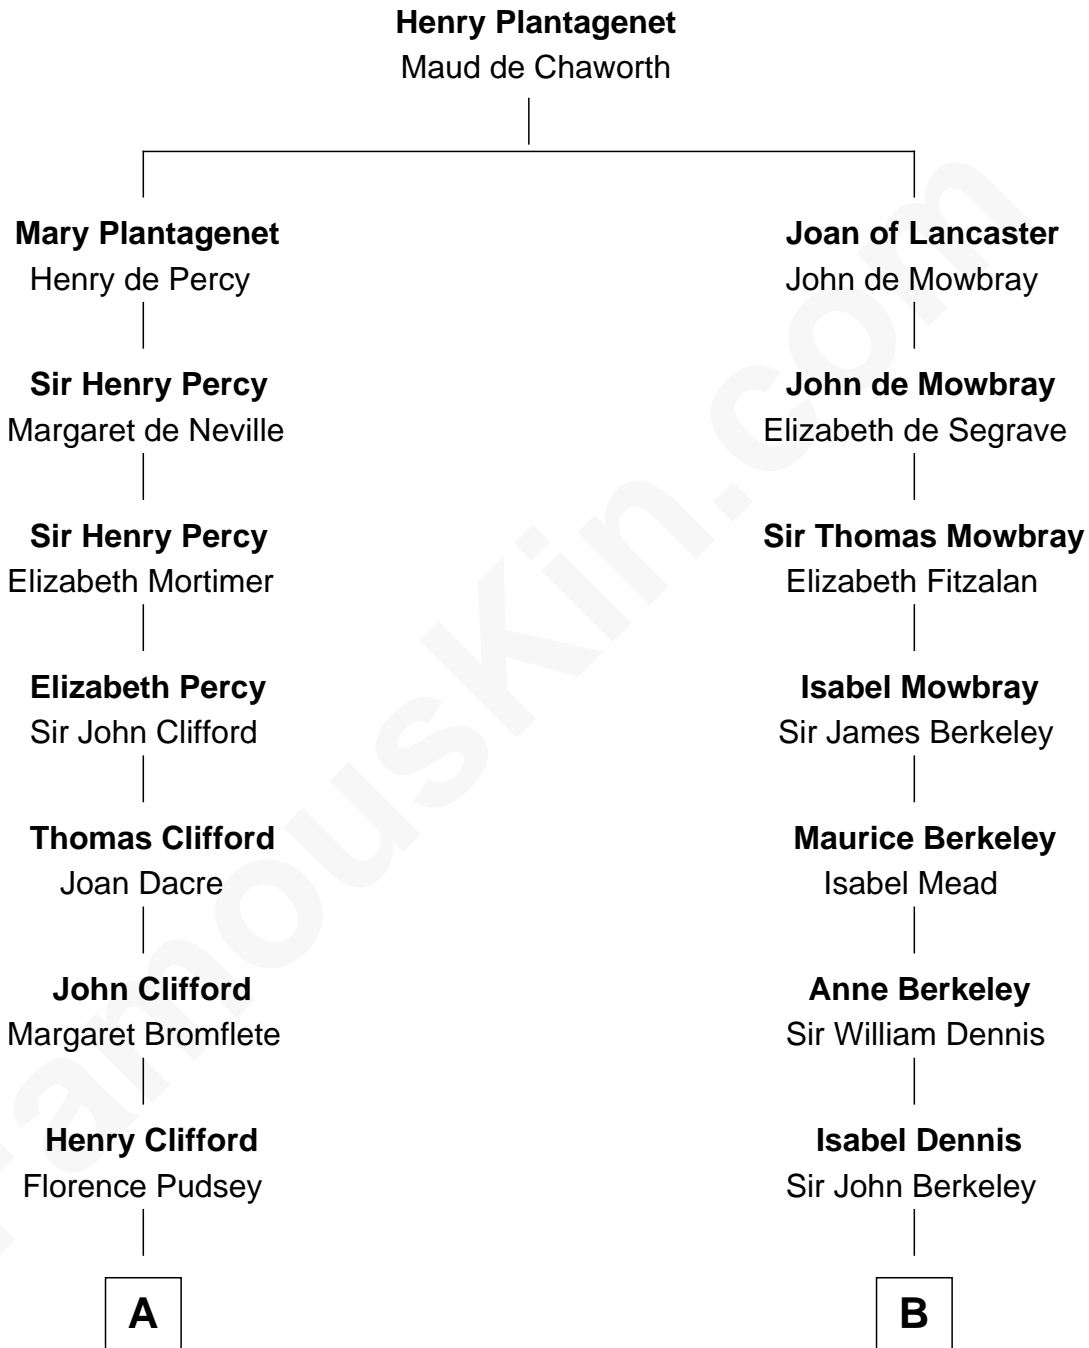 Henry Plantagenet
Maud de Chaworth
Mary Plantagenet
Henry de Percy
Joan of Lancaster
John de Mowbray
Sir Henry Percy
Margaret de Neville
John de Mowbray
Elizabeth de Segrave
Sir Henry Percy
Elizabeth Mortimer
Sir Thomas Mowbray
Elizabeth Fitzalan
Elizabeth Percy
Sir John Clifford
Isabel Mowbray
Sir James Berkeley
Thomas Clifford
Joan Dacre
Maurice Berkeley
Isabel Mead
John Clifford
Margaret Bromflete
Anne Berkeley
Sir William Dennis
Henry Clifford
Florence Pudsey
Isabel Dennis
Sir John Berkeley
A
B
FamousKin.com